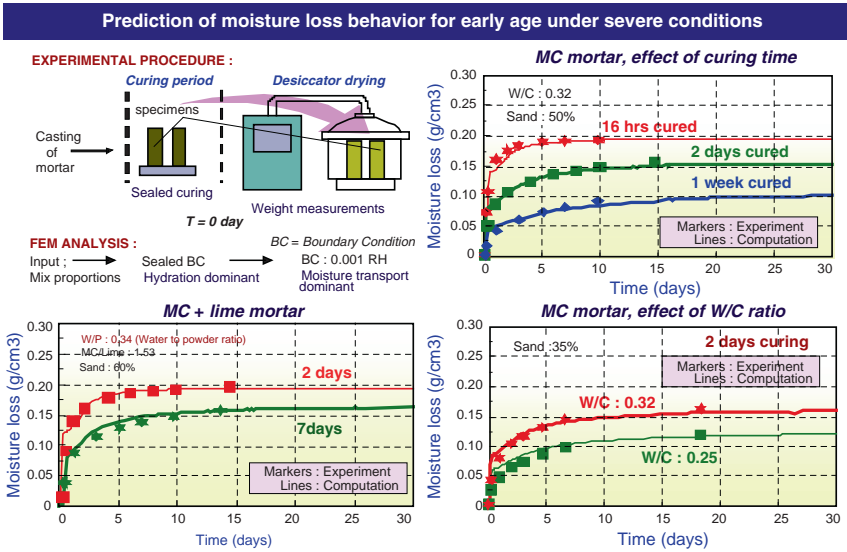 Prediction of moisture loss behavior for early age under severe conditions
EXPERIMENTAL PROCEDURE :
Curing period
Desiccator drying
specimens
Casting
of
mortar
Sealed curing
Weight measurements
T = 0 day
FEM ANALYSIS :
BC = Boundary Condition
Input ;
Mix proportions
Sealed BC
Hydration dominant
BC : 0.001 RH
Moisture transport
dominant
MC mortar, effect of curing time
Moisture loss (g/cm3)
0.30
0.25
0.20
0.15
0.10
0.05
0
W/C : 0.32
Sand : 50%
16 hrs cured
2 days cured
1 week cured
Markers : Experiment
Lines : Computation
0
5
10
15
20
25
30
Time (days)
MC + lime mortar
Moisture loss (g/cm3)
0.30
0.25
0.20
0.15
0.10
0.05
0
W/P : 0.34 (Water to powder ratio)
MC/Lime : 1.53
Sand : 60%
2 days
7days
Markers : Experiment
Lines : Computation
0
5
10
15
20
25
30
Time (days)
MC mortar, effect of W/C ratio
Moisture loss (g/cm3)
0.30
0.25
0.20
0.15
0.10
0.05
0
Sand :35%
2 days curing
Markers : Experiment
Lines : Computation
W/C : 0.32
W/C : 0.25
0
5
10
15
20
25
30
Time (days)